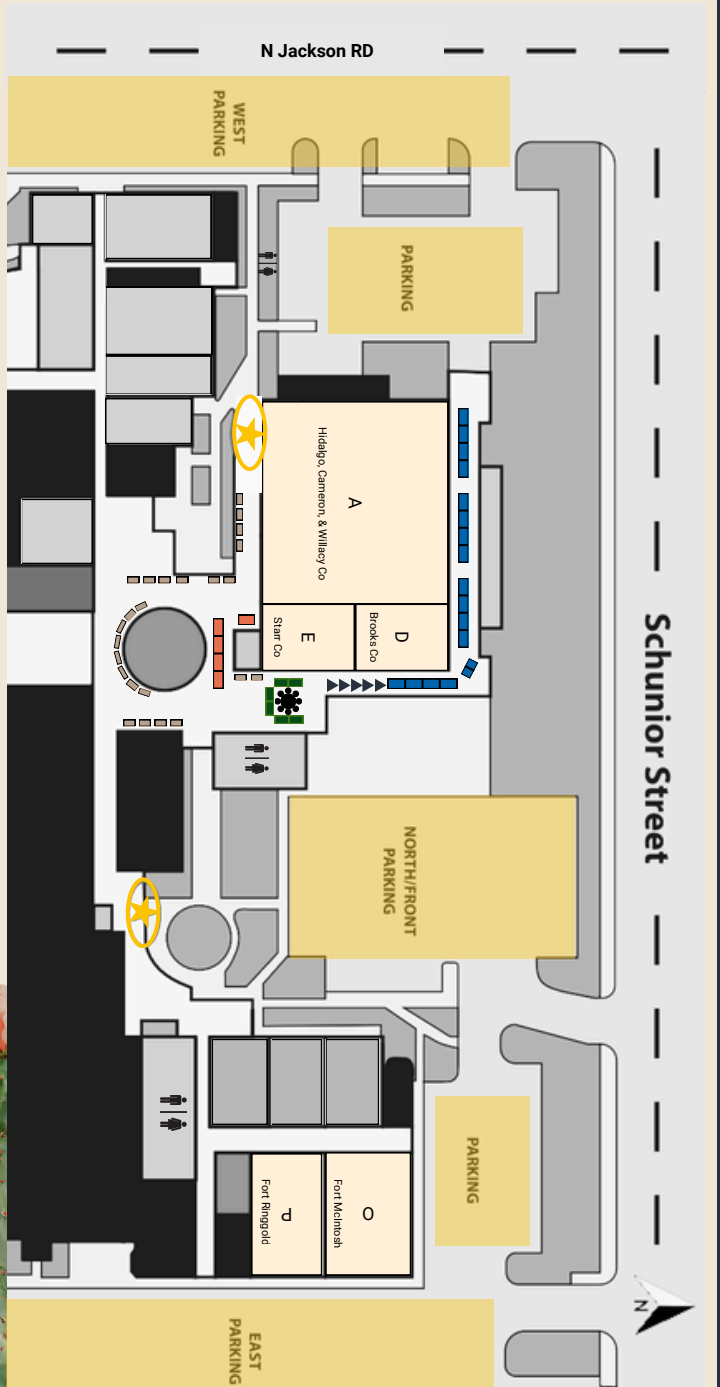 N Jackson RD
WEST
PARKING
PARKING
Hidalgo, Cameron, & Willacy Co
A
Starr Co
E
Brooks Co
D
Schunior Street
NORTH/FRONT
PARKING
PARKING
Fort Ringgold
P
Fort McIntosh
O
N
EAST
PARKING